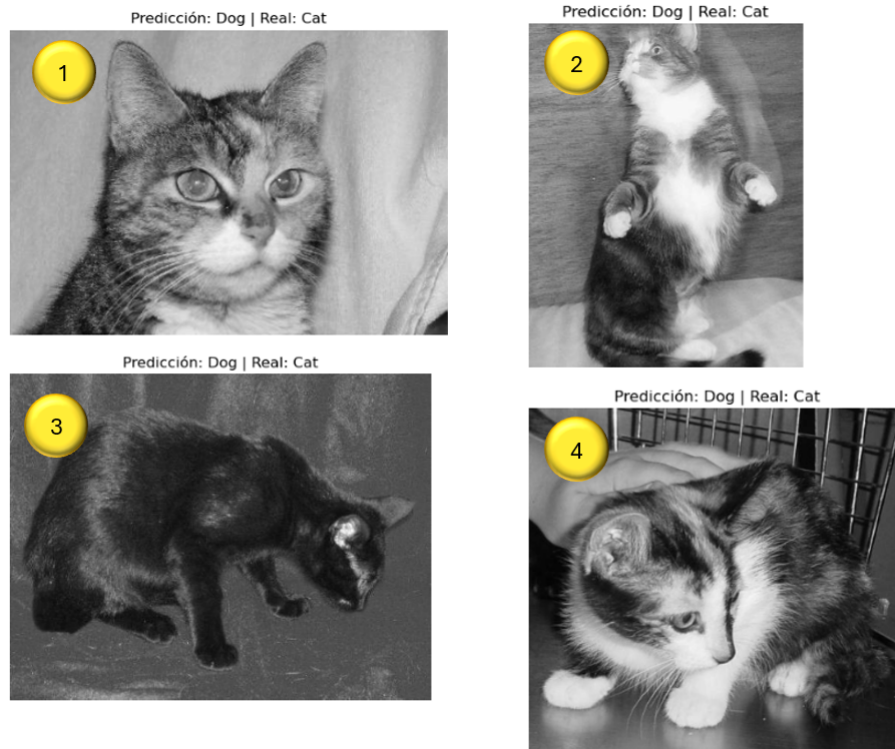 Predicción: Dog | Real: Cat
1
Predicción: Dog | Real: Cat
2
Predicción: Dog | Real: Cat
3
Predicción: Dog | Real: Cat
4